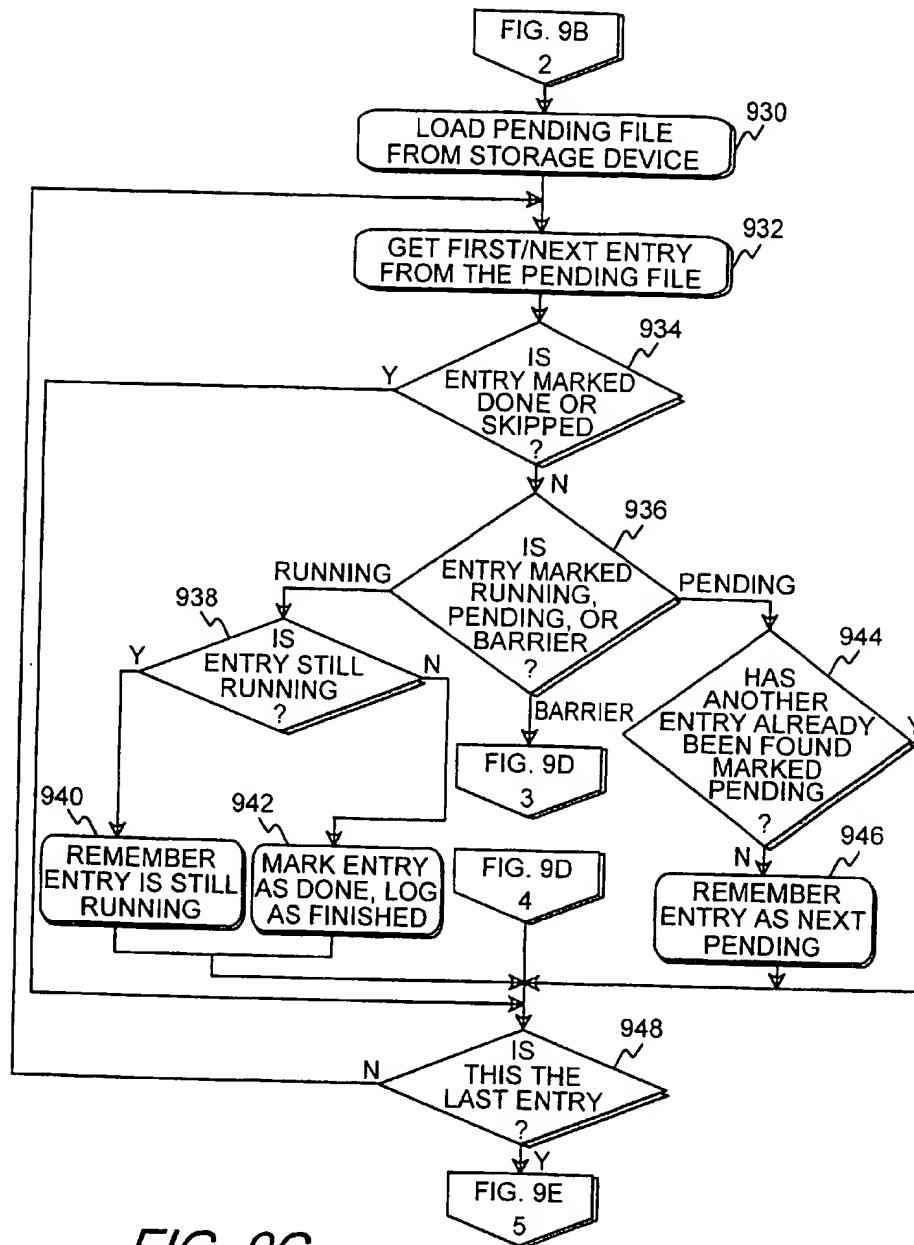 FIG. 9B
2
LOAD PENDING FILE
FROM STORAGE DEVICE
930
GET FIRST/NEXT ENTRY
FROM THE PENDING FILE
932
IS
ENTRY MARKED
DONE OR
SKIPPED
?
934
Y
N
IS
ENTRY MARKED
RUNNING,
PENDING, OR
BARRIER
?
936
RUNNING
PENDING
BARRIER
938
IS
ENTRY STILL
RUNNING
?
Y
N
FIG. 9D
3
944
HAS
ANOTHER
ENTRY ALREADY
BEEN FOUND
MARKED
PENDING
?
Y
N
940
REMEMBER
ENTRY IS STILL
RUNNING
942
MARK ENTRY
AS DONE, LOG
AS FINISHED
FIG. 9D
4
946
REMEMBER
ENTRY AS NEXT
PENDING
948
IS
THIS THE
LAST ENTRY
?
N
Y
FIG. 9E
5
FIG. 9C